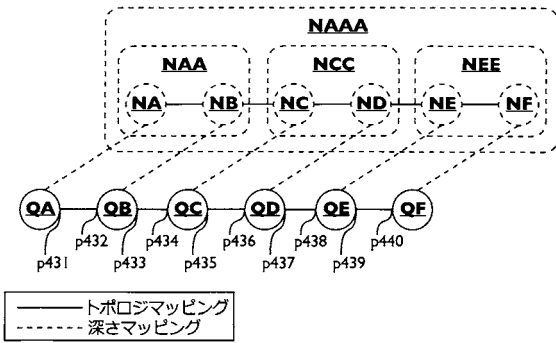 NAAA
NAA NCC NEE
NA NB NC ND NE NF
QA QB QC QD QE QF
p432 p434 p436 p438 p440
p431 p433 p435 p437 p439
トポロジマッピング
深さマッピング